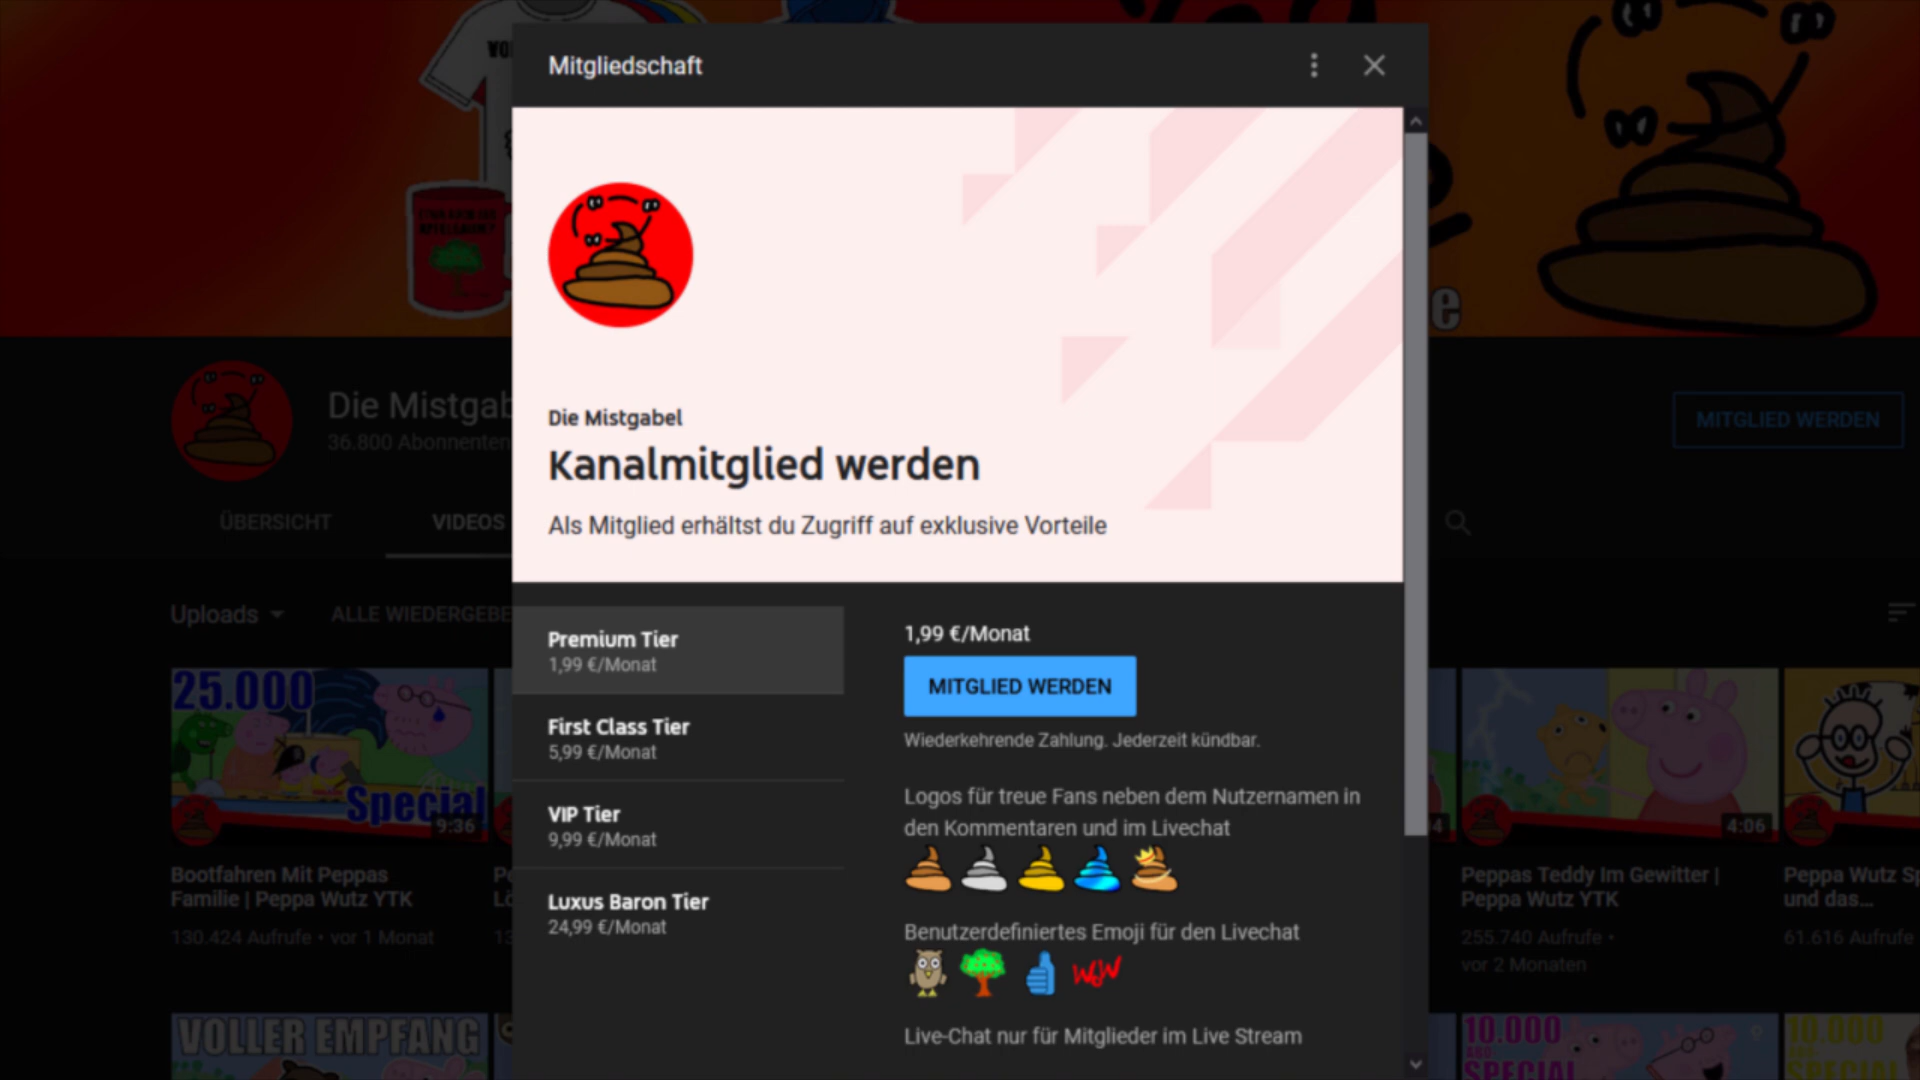 Mitgliedschaft
Die Mistgabel
Kanalmitglied werden
Als Mitglied erhältst du Zugriff auf exklusive Vorteile
Premium Tier
1,99 €/Monat
First Class Tier
5,99 €/Monat
VIP Tier
9,99 €/Monat
Luxus Baron Tier
24,99 €/Monat
1,99 €/Monat
MITGLIED WERDEN
Wiederkehrende Zahlung. Jederzeit kündbar.
Logos für treue Fans neben dem Nutzernamen in
den Kommentaren und im Livechat
Benutzerdefiniertes Emoji für den Livechat
WOW
Live-Chat nur für Mitglieder im Live Stream
Die Mistgab
36.800 Abonnenten
MITGLIED WERDEN
ÜBERSICHT
VIDEOS
Uploads
ALLE WIEDERGEBE
25.000
Special
9:36
Bootfahren Mit Peppas
Familie | Peppa Wutz YTK
130.424 Aufrufe • vor 1 Monat
4:06
Peppas Teddy Im Gewitter |
Peppa Wutz YTK
255.740 Aufrufe •
vor 2 Monaten
Peppa Wutz Sp
und das...
61.616 Aufrufe
VOLLER EMPFANG
10.000
ABO
SPECIAL
10.000
SPECIAL